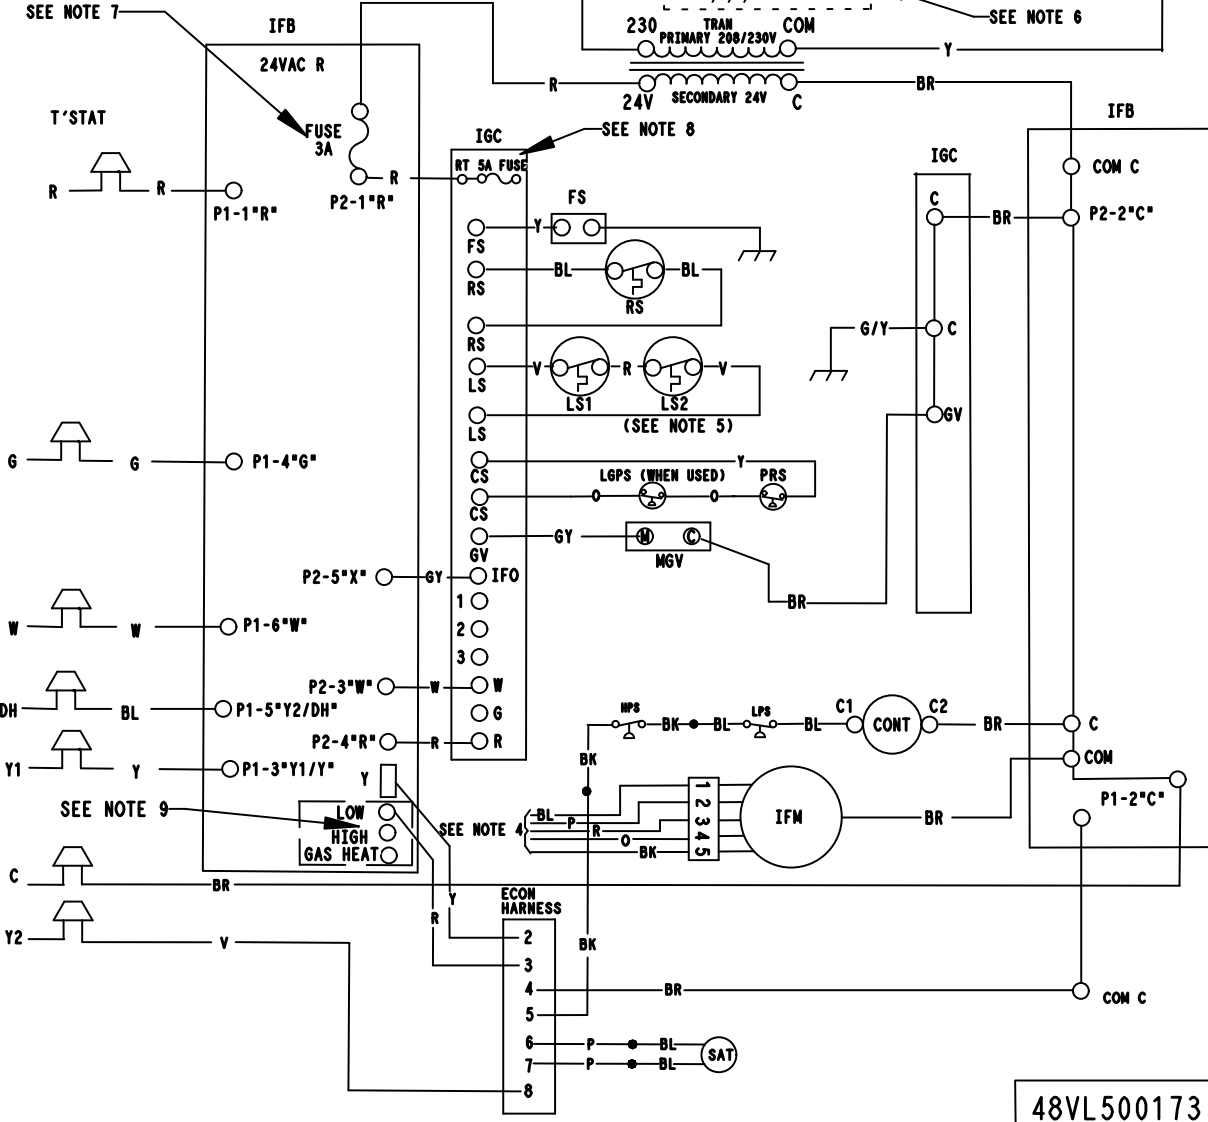 SEE NOTE 7
IFB
24VAC R
230
TRAN
COM
PRIMARY 208/230V
SEE NOTE 6
Y
R
24V
SECONDARY 24V
C
BR
IFB
T'STAT
FUSE
3A
IGC
SEE NOTE 8
RT 5A FUSE
IGC
COM C
R
R
P1-1"R"
P2-1"R"
R
FS
C
BR
P2-2"C"
FS
Y
RS
BL
BL
RS
RS
G/Y
C
LS
V
R
V
LS1
LS2
LS
(SEE NOTE 5)
GV
G
G
P1-4"G"
CS
Y
LGPS (WHEN USED)
PRS
CS
O
O
GV
GY
M
C
MGV
P2-5"X"
GY
IFO
BR
1
2
3
W
W
P1-6"W"
P2-3"W"
W
W
DH
BL
P1-5"Y2/DH"
G
HPS
BK
BL
LPS
BL
C1
CONT
C2
BR
C
P2-4"R"
R
R
Y1
Y
P1-3"Y1/Y"
Y
BK
COM
P1-2"C"
SEE NOTE 9
LOW
HIGH
GAS HEAT
SEE NOTE 4
BL
P
R
O
BK
1
2
3
4
5
IFM
BR
C
BR
Y
R
ECON
HARNESS
Y2
V
2
BK
3
4
BR
COM C
5
6
P
BL
SAT
7
P
BL
8
48VL500173